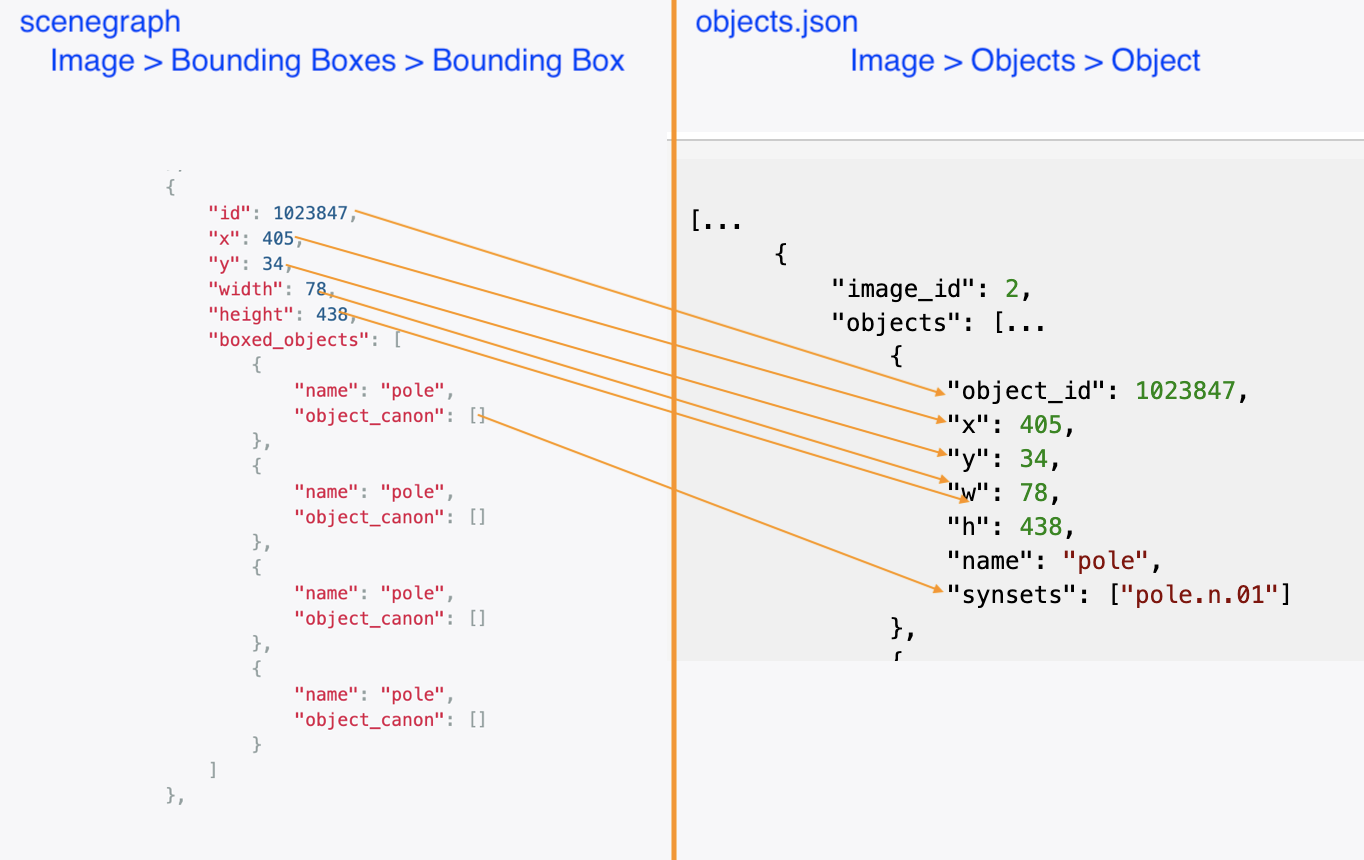 scenegraph
Image > Bounding Boxes > Bounding Box
{
"id": 1023847,
"x": 405,
"y": 34,
"width": 78,
"height": 438,
"boxed_objects": [
{
"name": "pole",
"object_canon": []
},
{
"name": "pole",
"object_canon": []
},
{
"name": "pole",
"object_canon": []
},
{
"name": "pole",
"object_canon": []
}
]
},
objects.json
Image > Objects > Object
[...
{
"image_id": 2,
"objects": [...
{
"object_id": 1023847,
"x": 405,
"y": 34,
"w": 78,
"h": 438,
"name": "pole",
"synsets": ["pole.n.01"]
},
{